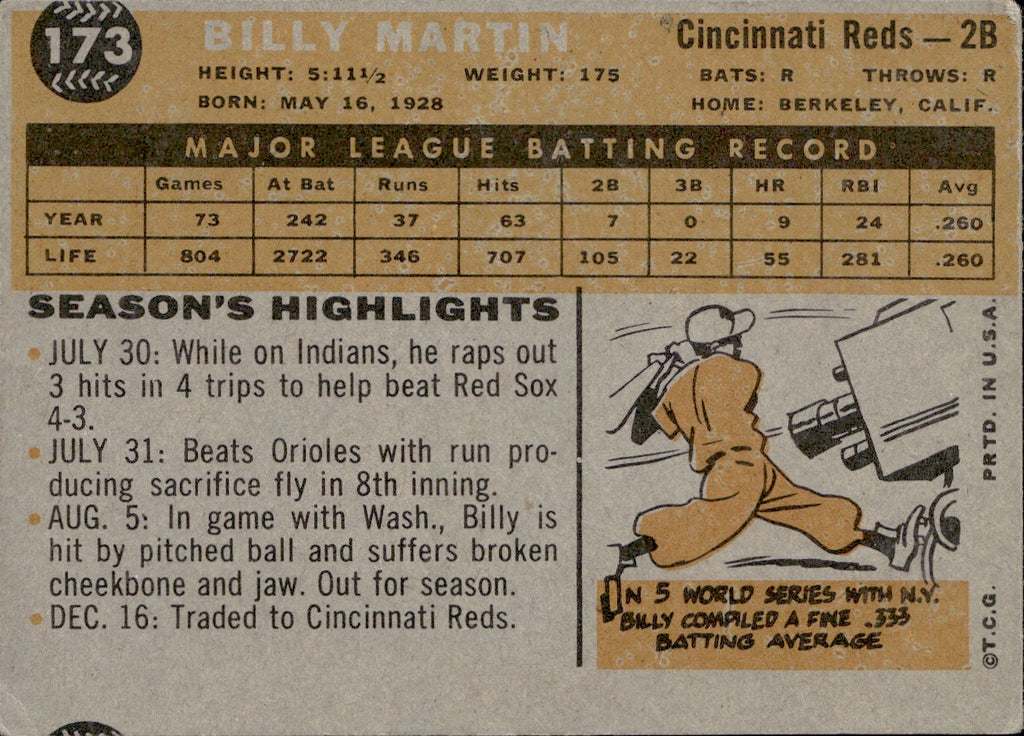 173
BILLY MARTIN
Cincinnati Reds — 2B
HEIGHT: 5:11½ WEIGHT: 175 BATS: R THROWS: R
BORN: MAY 16, 1928 HOME: BERKELEY, CALIF.
MAJOR LEAGUE BATTING RECORD
Games At Bat Runs Hits 2B 3B HR RBI Avg
YEAR 73 242 37 63 7 0 9 24 .260
LIFE 804 2722 346 707 105 22 55 281 .260
SEASON'S HIGHLIGHTS
• JULY 30: While on Indians, he raps out
3 hits in 4 trips to help beat Red Sox
4-3.
• JULY 31: Beats Orioles with run pro-
ducing sacrifice fly in 8th inning.
• AUG. 5: In game with Wash., Billy is
hit by pitched ball and suffers broken
cheekbone and jaw. Out for season.
• DEC. 16: Traded to Cincinnati Reds.
IN 5 WORLD SERIES WITH N.Y.
BILLY COMPILED A FINE .333
BATTING AVERAGE
©T.C.G. PRTD. IN U.S.A.